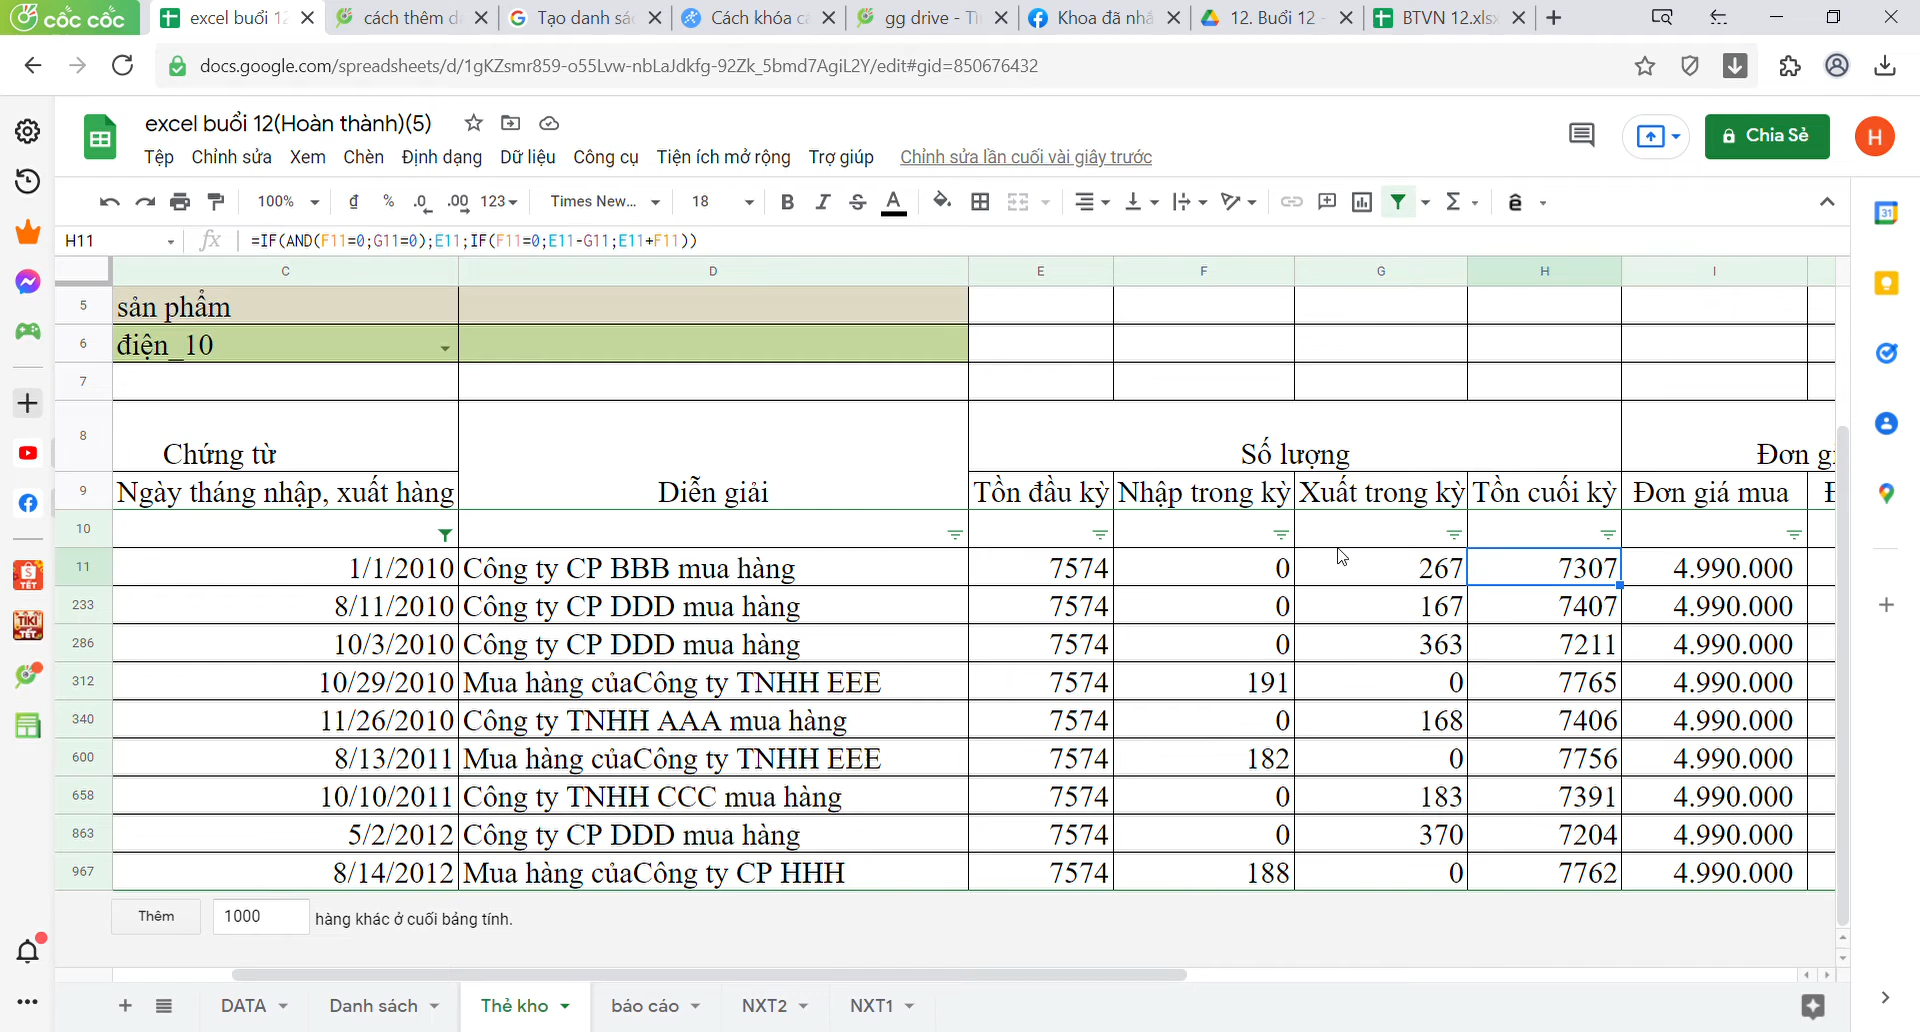 cốc cốc
excel buổi 12
cách thêm d
Tạo danh sá
Cách khóa c
gg drive - Ti
Khoa đã nhắ
12. Buổi 12 -
BTVN 12.xlsx
docs.google.com/spreadsheets/d/1gKZsmr859-o55Lvw-nbLaJdkfg-92Zk_5bmd7AgiL2Y/edit#gid=850676432
excel buổi 12(Hoàn thành)(5)
Tệp Chỉnh sửa Xem Chèn Định dạng Dữ liệu Công cụ Tiện ích mở rộng Trợ giúp Chỉnh sửa lần cuối vài giây trước
Chia Sẻ
H
100% ₫ % .0 .00 123 Times New... 18 B I S A Σ ê
H11 fx =IF(AND(F11=0;G11=0);E11;IF(F11=0;E11-G11;E11+F11))
C D E F G H I
5 sản phẩm
6 điện_10
7
8 Chứng từ Số lượng Đơn gi
9 Ngày tháng nhập, xuất hàng Diễn giải Tồn đầu kỳ Nhập trong kỳ Xuất trong kỳ Tồn cuối kỳ Đơn giá mua Đ
10
11 1/1/2010 Công ty CP BBB mua hàng 7574 0 267 7307 4.990.000
233 8/11/2010 Công ty CP DDD mua hàng 7574 0 167 7407 4.990.000
286 10/3/2010 Công ty CP DDD mua hàng 7574 0 363 7211 4.990.000
312 10/29/2010 Mua hàng củaCông ty TNHH EEE 7574 191 0 7765 4.990.000
340 11/26/2010 Công ty TNHH AAA mua hàng 7574 0 168 7406 4.990.000
600 8/13/2011 Mua hàng củaCông ty TNHH EEE 7574 182 0 7756 4.990.000
658 10/10/2011 Công ty TNHH CCC mua hàng 7574 0 183 7391 4.990.000
863 5/2/2012 Công ty CP DDD mua hàng 7574 0 370 7204 4.990.000
967 8/14/2012 Mua hàng củaCông ty CP HHH 7574 188 0 7762 4.990.000
Thêm 1000 hàng khác ở cuối bảng tính.
DATA Danh sách Thẻ kho báo cáo NXT2 NXT1
TẾT
TIKI
TẾT
31